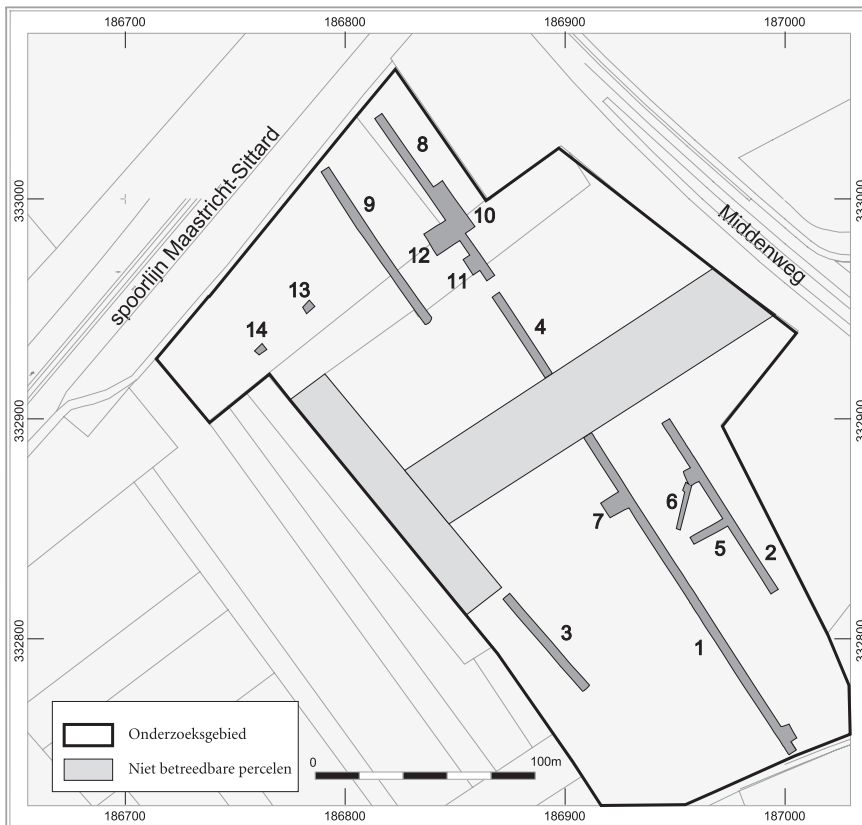 186700 186800 186900 187000
spoorlijn Maastricht-Sittard
Middenweg
333000 333000
332900 332900
332800 332800
8
9
10
12
11
13
14
4
7
6
5
2
3
1
Onderzoeksgebied
Niet betreedbare percelen
0 100m
186700 186800 186900 187000